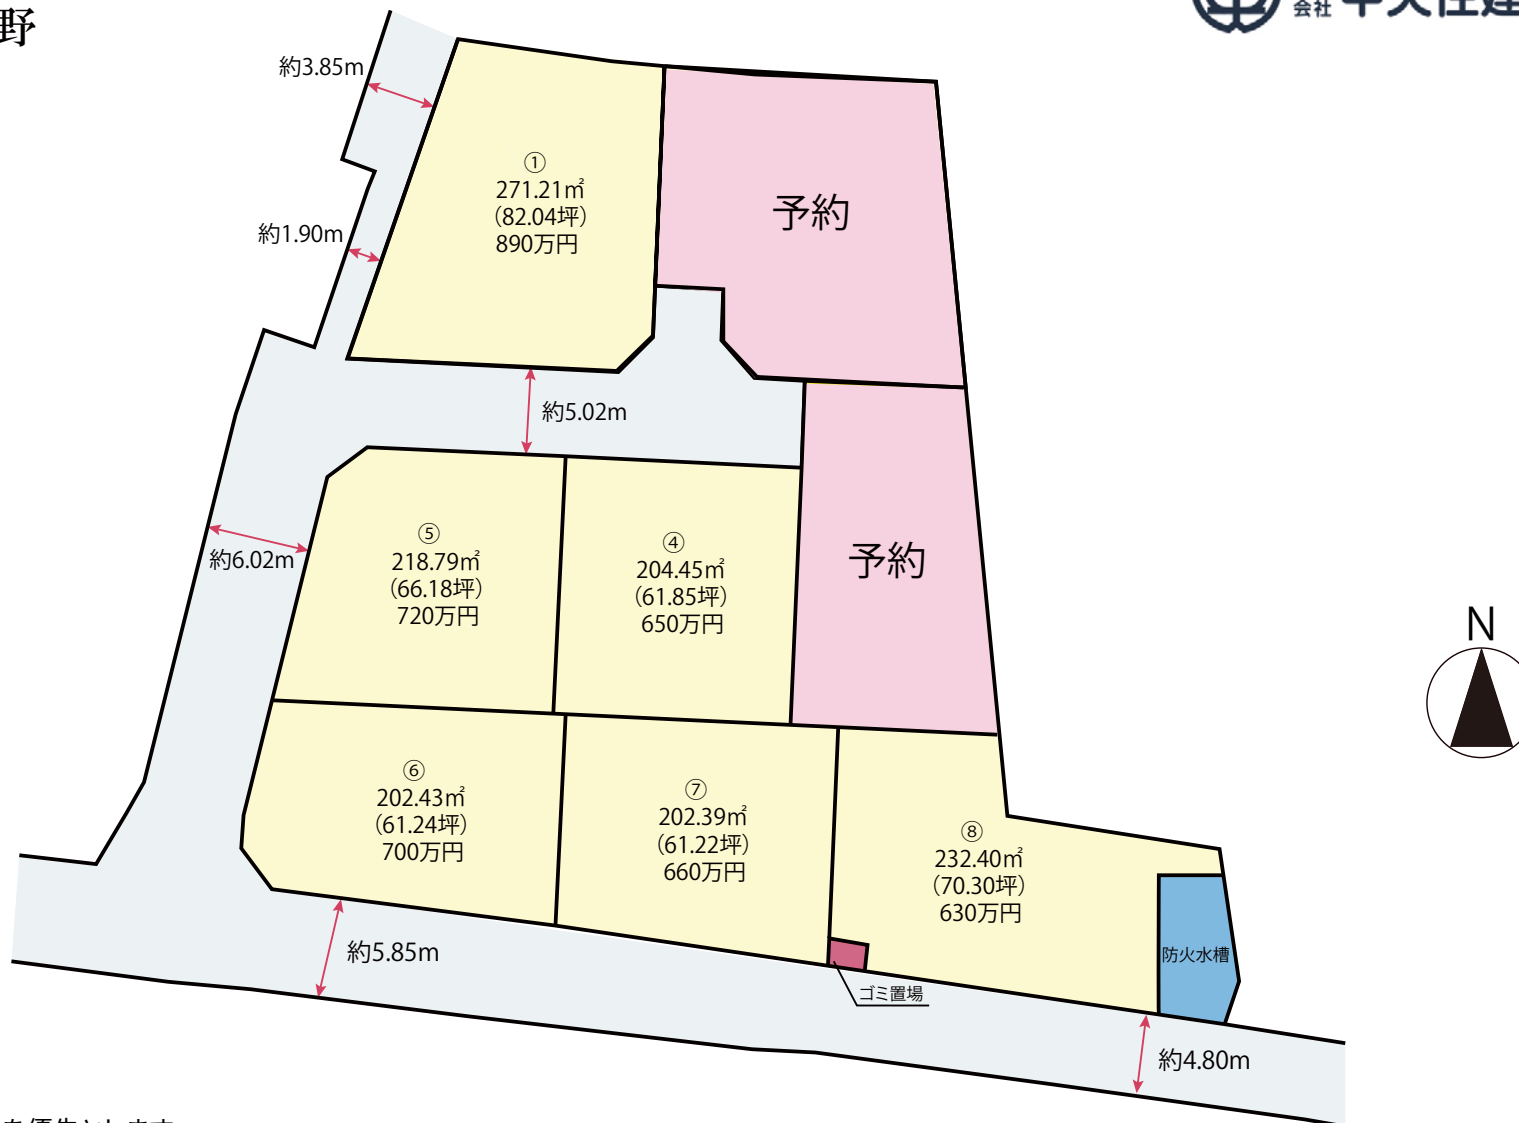 野
会社
約3.85m
①
271.21㎡
(82.04坪)
890万円
予約
約1.90m
約5.02m
⑤
218.79㎡
(66.18坪)
720万円
④
204.45㎡
(61.85坪)
650万円
予約
約6.02m
N
⑥
202.43㎡
(61.24坪)
700万円
⑦
202.39㎡
(61.22坪)
660万円
⑧
232.40㎡
(70.30坪)
630万円
防火水槽
ゴミ置場
約5.85m
約4.80m